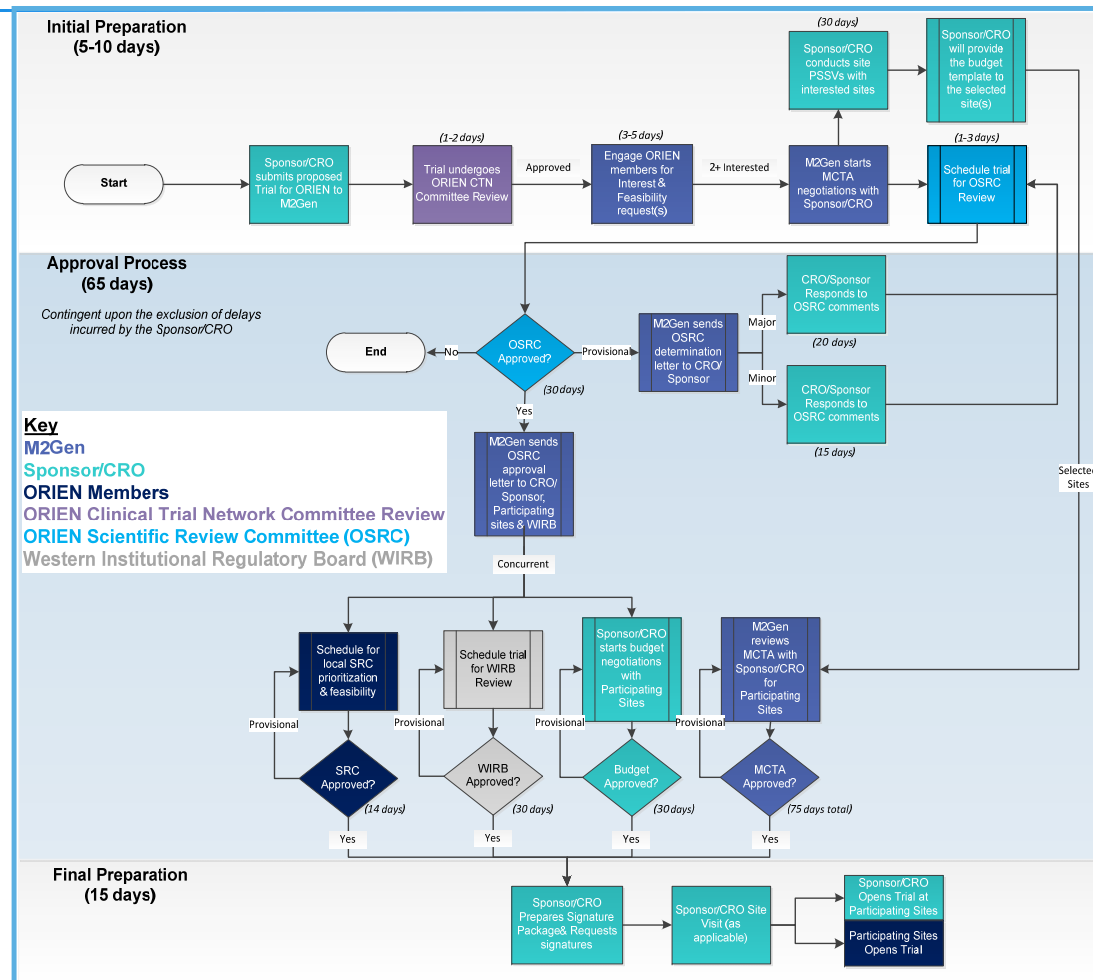 Initial Preparation
(5-10 days)
(30 days)
Sponsor/CRO
conducts site
PSSVs with
interested sites
Sponsor/CRO
will provide
the budget
template to
the selected
site(s)
Start
Sponsor/CRO
submits proposed
Trial for ORIEN to
M2Gen
(1-2 days)
Trial undergoes
ORIEN CTN
Committee Review
Approved
(3-5 days)
Engage ORIEN
members for
Interest &
Feasibility
request(s)
2+ Interested
M2Gen starts
MCTA
negotiations with
Sponsor/CRO
(1-3 days)
Schedule trial
for OSRC
Review
Approval Process
(65 days)
Contingent upon the exclusion of delays
incurred by the Sponsor/CRO
End
No
OSRC
Approved?
(30 days)
Provisional
M2Gen sends
OSRC
determination
letter to CRO/
Sponsor
Major
CRO/Sponsor
Responds to
OSRC comments
(20 days)
Minor
CRO/Sponsor
Responds to
OSRC comments
(15 days)
Yes
M2Gen sends
OSRC
approval
letter to CRO/
Sponsor,
Participating
sites & WIRB
Selected
Sites
Key
M2Gen
Sponsor/CRO
ORIEN Members
ORIEN Clinical Trial Network Committee Review
ORIEN Scientific Review Committee (OSRC)
Western Institutional Regulatory Board (WIRB)
Concurrent
Schedule for
local SRC
prioritization
& feasibility
Provisional
SRC
Approved?
(14 days)
Yes
Schedule trial
for WIRB
Review
Provisional
WIRB
Approved?
(30 days)
Yes
Sponsor/CRO
starts budget
negotiations
with
Participating
Sites
Provisional
Budget
Approved?
(30 days)
Yes
M2Gen
reviews
MCTA with
Sponsor/CRO
for
Participating
Sites
Provisional
MCTA
Approved?
(75 days total)
Yes
Final Preparation
(15 days)
Sponsor/CRO
Prepares Signature
Package& Requests
signatures
Sponsor/CRO Site
Visit (as
applicable)
Sponsor/CRO
Opens Trial at
Participating Sites
Participating Sites
Opens Trial